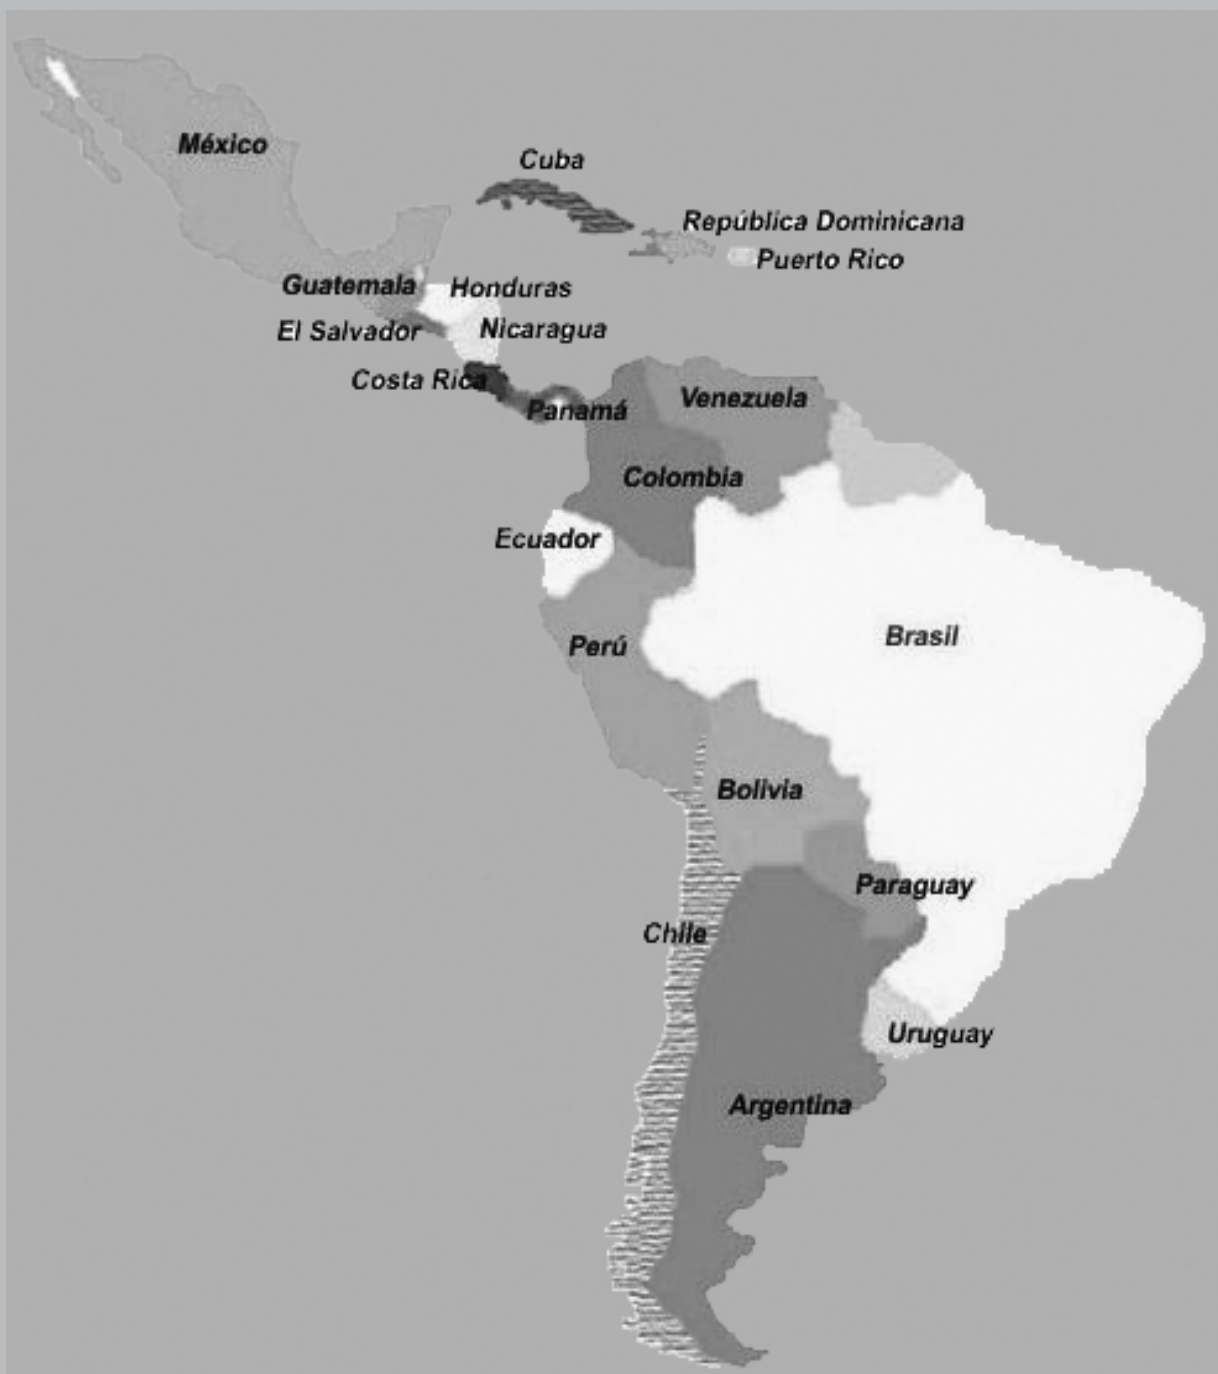 México
Cuba
República Dominicana
Puerto Rico
Guatemala
Honduras
El Salvador
Nicaragua
Costa Rica
Panamá
Venezuela
Colombia
Ecuador
Brasil
Perú
Bolivia
Paraguay
Chile
Uruguay
Argentina